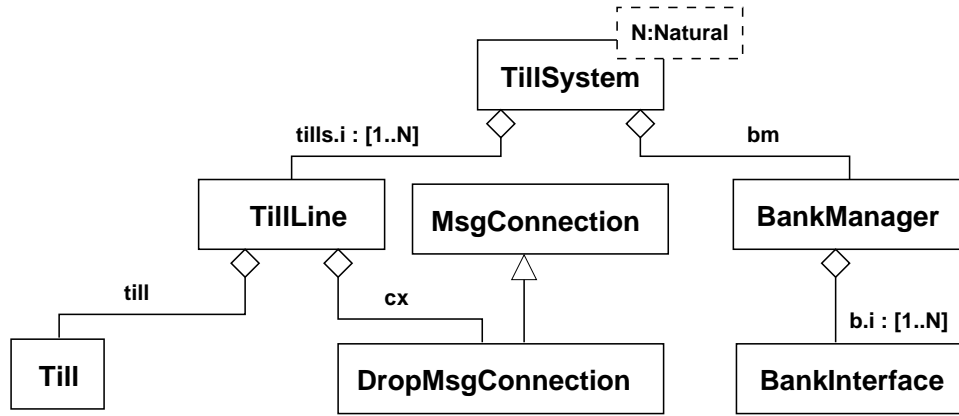 N:Natural
TillSystem
tills.i : [1..N]
bm
TillLine
MsgConnection
BankManager
till
cx
b.i : [1..N]
Till
DropMsgConnection
BankInterface